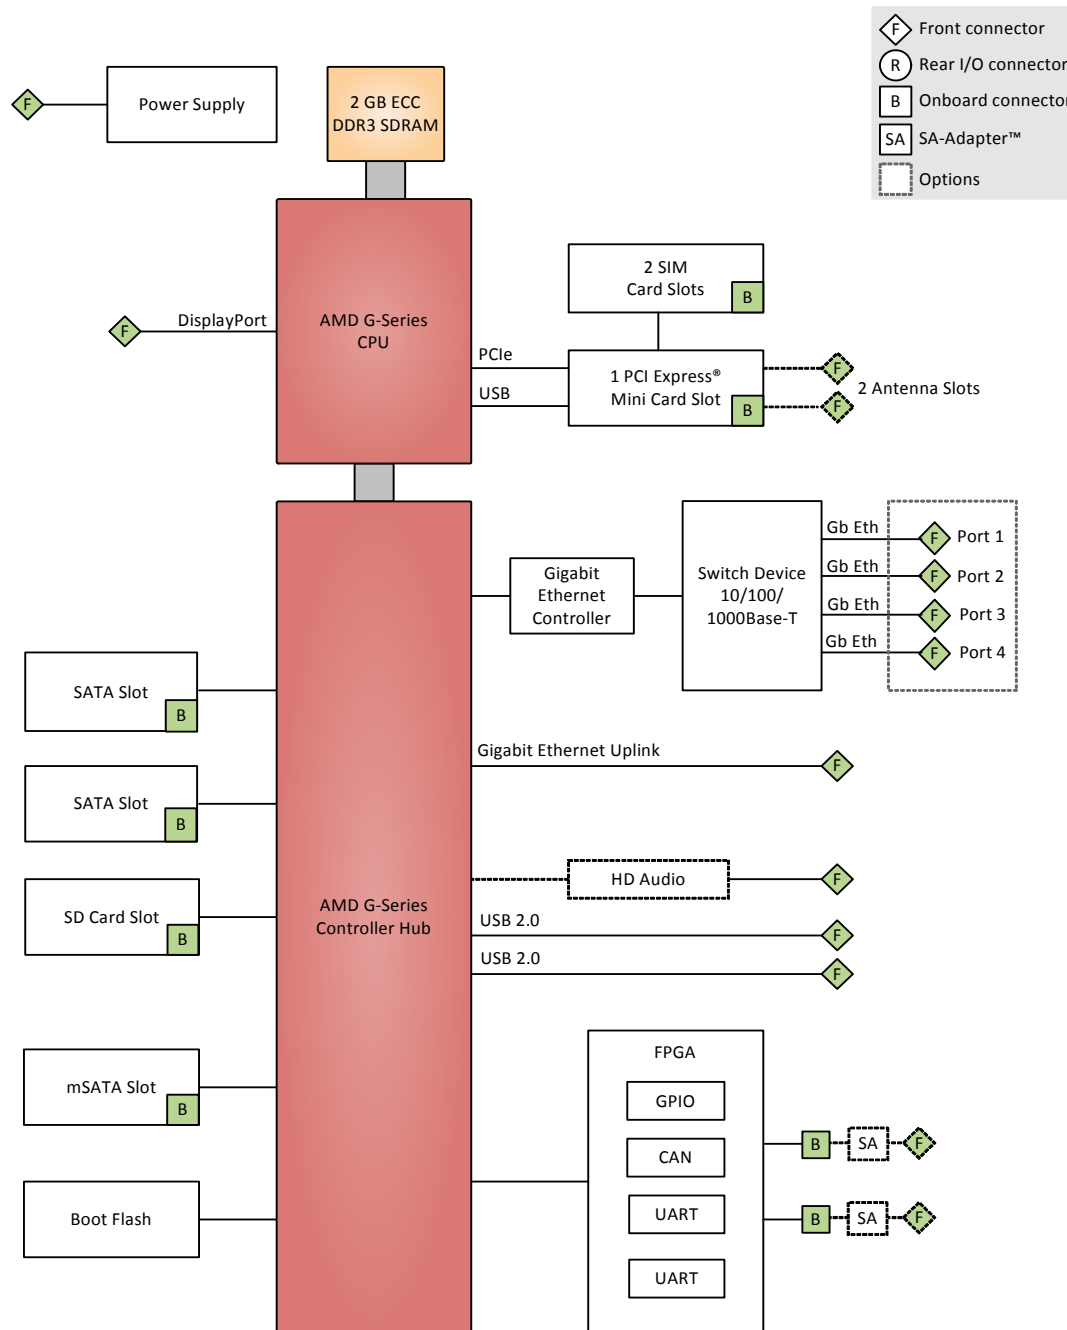 F Front connector
R Rear I/O connector
B Onboard connector
SA SA-Adapter™
Options
F
Power Supply
2 GB ECC
DDR3 SDRAM
2 SIM
Card Slots
B
F
DisplayPort
AMD G-Series
CPU
PCIe
USB
1 PCI Express®
Mini Card Slot
B
F
F
2 Antenna Slots
Gigabit
Ethernet
Controller
Switch Device
10/100/
1000Base-T
Gb Eth F Port 1
Gb Eth F Port 2
Gb Eth F Port 3
Gb Eth F Port 4
SATA Slot
B
Gigabit Ethernet Uplink F
SATA Slot
B
HD Audio F
SD Card Slot
B
AMD G-Series
Controller Hub
USB 2.0 F
USB 2.0 F
mSATA Slot
B
Boot Flash
FPGA
GPIO
CAN
UART
UART
B SA F
B SA F